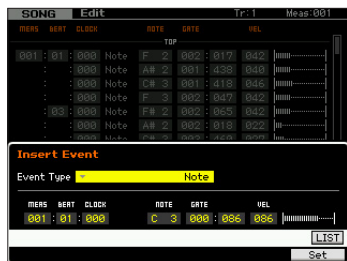 SONG Edit Tr:1 Meas:001
MEAS BEAT CLOCK NOTE GATE VEL
TOP
001 : 01 : 000 Note F 2 002 : 017 042
: : 000 Note A# 2 001 : 438 040
: : 000 Note C# 3 001 : 418 046
: : 000 Note F 3 002 : 047 042
: 03 : 000 Note F# 2 002 : 065 042
: : 000 Note A# 2 002 : 018 022
: : 000 Note C# 3
Insert Event
Event Type Note
MEAS BEAT CLOCK NOTE GATE VEL
001 : 01 : 000 C 3 000 : 086 086
LIST
Set